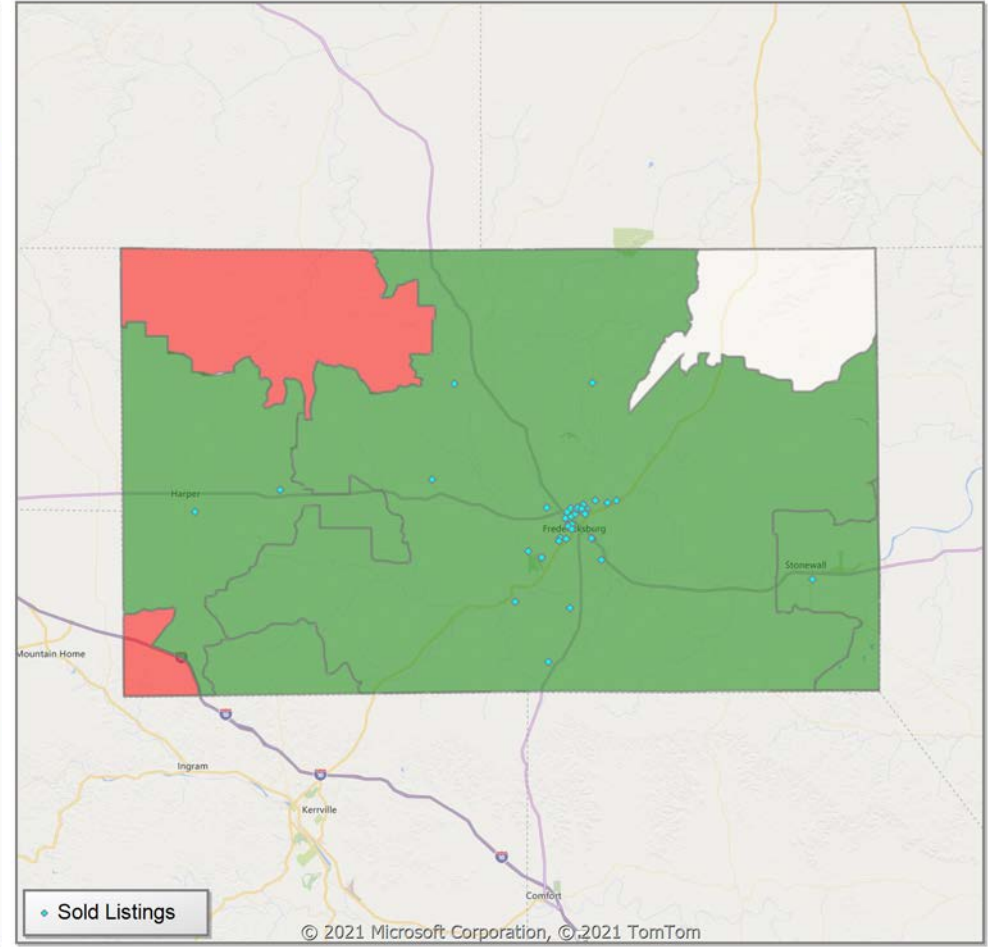 Harper
Fredericksburg
Stonewall
Mountain Home
Ingram
Kerrville
Comfort
Sold Listings
© 2021 Microsoft Corporation, © 2021 TomTom